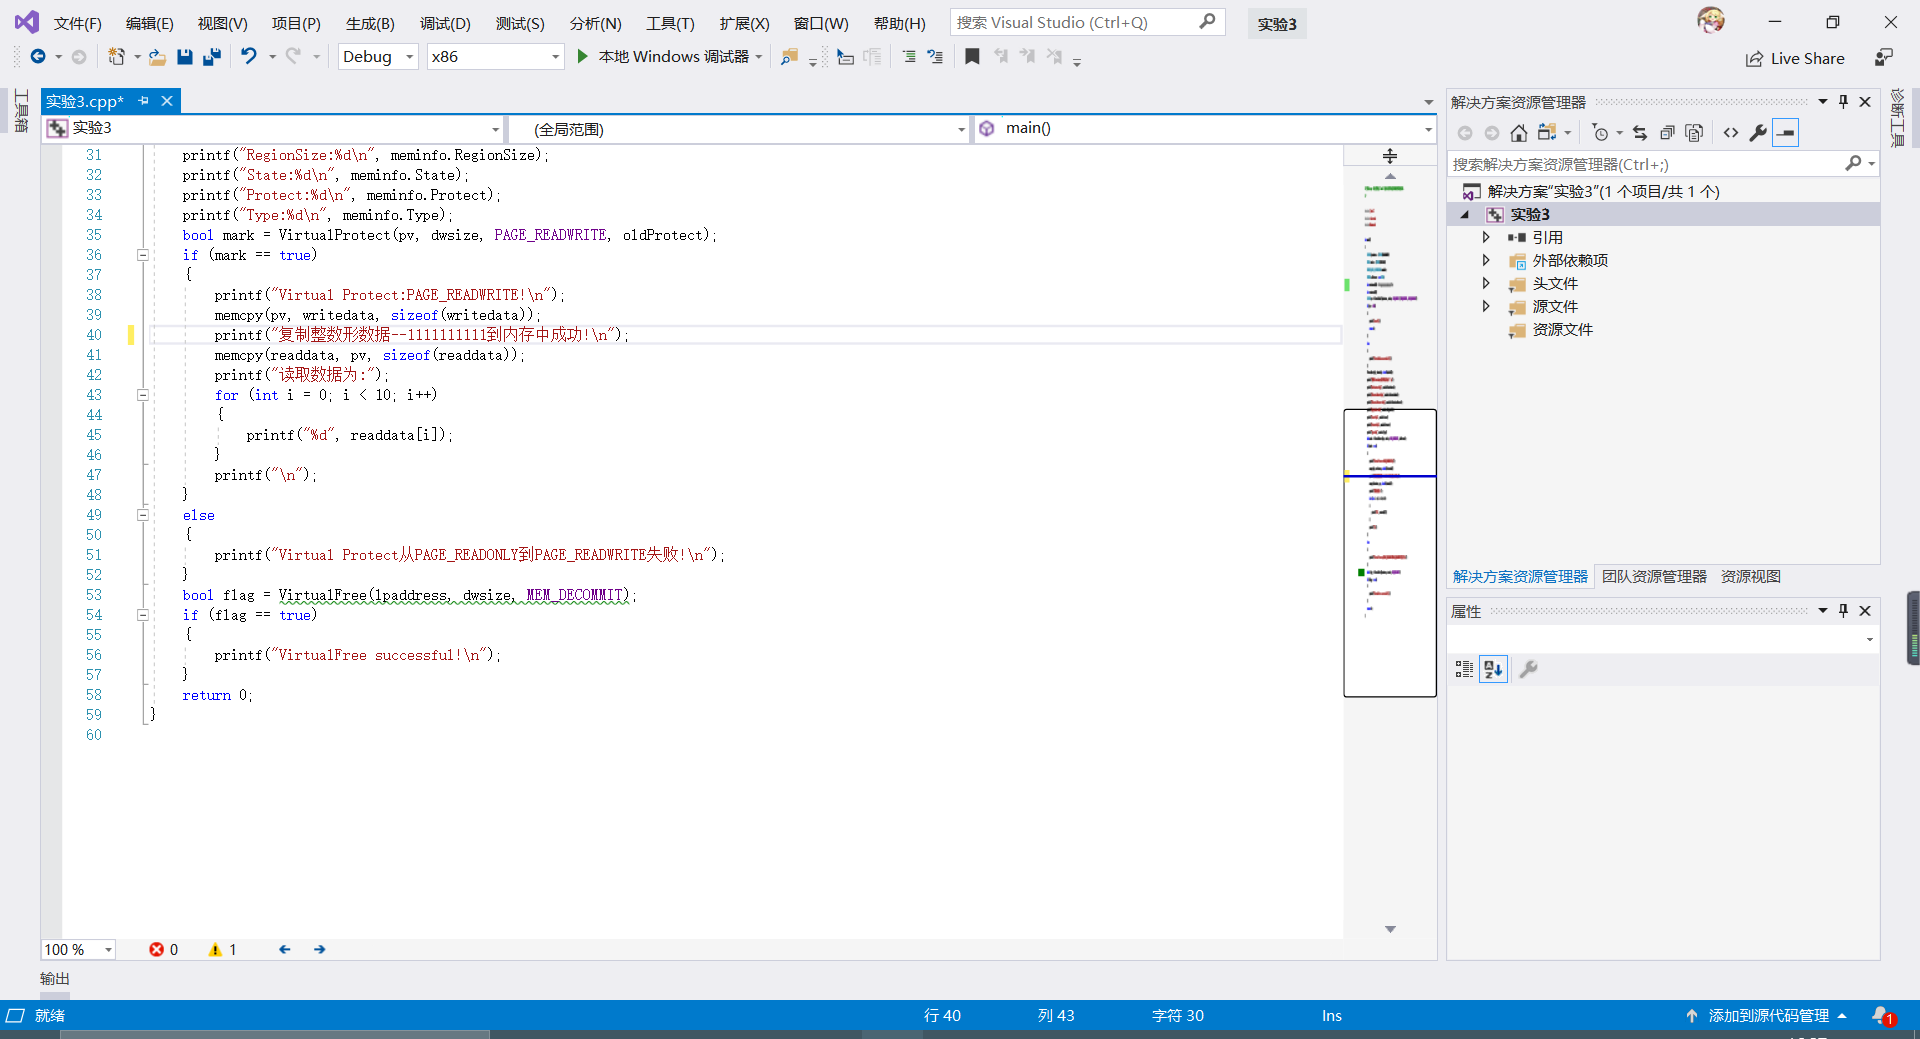 文件(F) 编辑(E) 视图(V) 项目(P) 生成(B) 调试(D) 测试(S) 分析(N) 工具(T) 扩展(X) 窗口(W) 帮助(H) 搜索 Visual Studio (Ctrl+Q) 实验3
Debug x86 本地 Windows 调试器 Live Share
工具箱
实验3.cpp*
实验3 (全局范围) main()
31 printf("RegionSize:%d\n", meminfo.RegionSize);
32 printf("State:%d\n", meminfo.State);
33 printf("Protect:%d\n", meminfo.Protect);
34 printf("Type:%d\n", meminfo.Type);
35 bool mark = VirtualProtect(pv, dwsize, PAGE_READWRITE, oldProtect);
36 if (mark == true)
37 {
38 printf("Virtual Protect:PAGE_READWRITE!\n");
39 memcpy(pv, writedata, sizeof(writedata));
40 printf("复制整数形数据--1111111111到内存中成功!\n");
41 memcpy(readdata, pv, sizeof(readdata));
42 printf("读取数据为:");
43 for (int i = 0; i < 10; i++)
44 {
45 printf("%d", readdata[i]);
46 }
47 printf("\n");
48 }
49 else
50 {
51 printf("Virtual Protect从PAGE_READONLY到PAGE_READWRITE失败!\n");
52 }
53 bool flag = VirtualFree(lpaddress, dwsize, MEM_DECOMMIT);
54 if (flag == true)
55 {
56 printf("VirtualFree successful!\n");
57 }
58 return 0;
59 }
60
100 % 0 1
输出
解决方案资源管理器
搜索解决方案资源管理器(Ctrl+;)
解决方案"实验3"(1 个项目/共 1 个)
实验3
引用
外部依赖项
头文件
源文件
资源文件
解决方案资源管理器 团队资源管理器 资源视图
属性
诊断工具
就绪 行 40 列 43 字符 30 Ins 添加到源代码管理 1